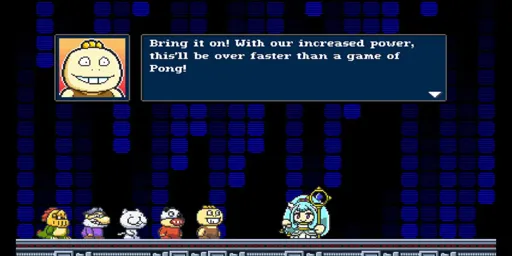 Bring it on! With our increased power,
this'll be over faster than a game of
Pong!